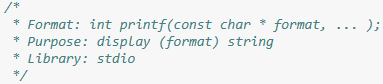 /*
* Format: int printf(const char * format, ... );
* Purpose: display (format) string
* Library: stdio
*/